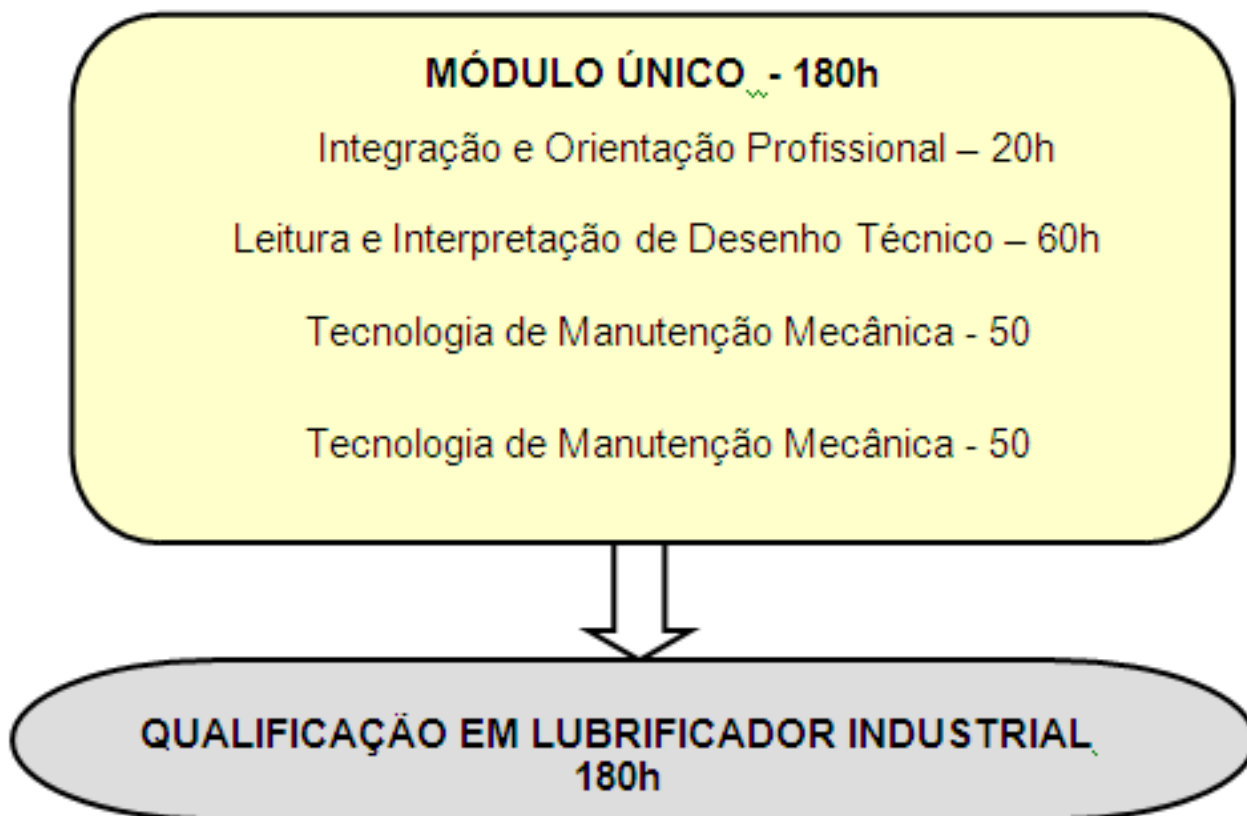 MÓDULO ÚNICO - 180h
Integração e Orientação Profissional – 20h
Leitura e Interpretação de Desenho Técnico – 60h
Tecnologia de Manutenção Mecânica - 50
Tecnologia de Manutenção Mecânica - 50
QUALIFICAÇÃO EM LUBRIFICADOR INDUSTRIAL
180h